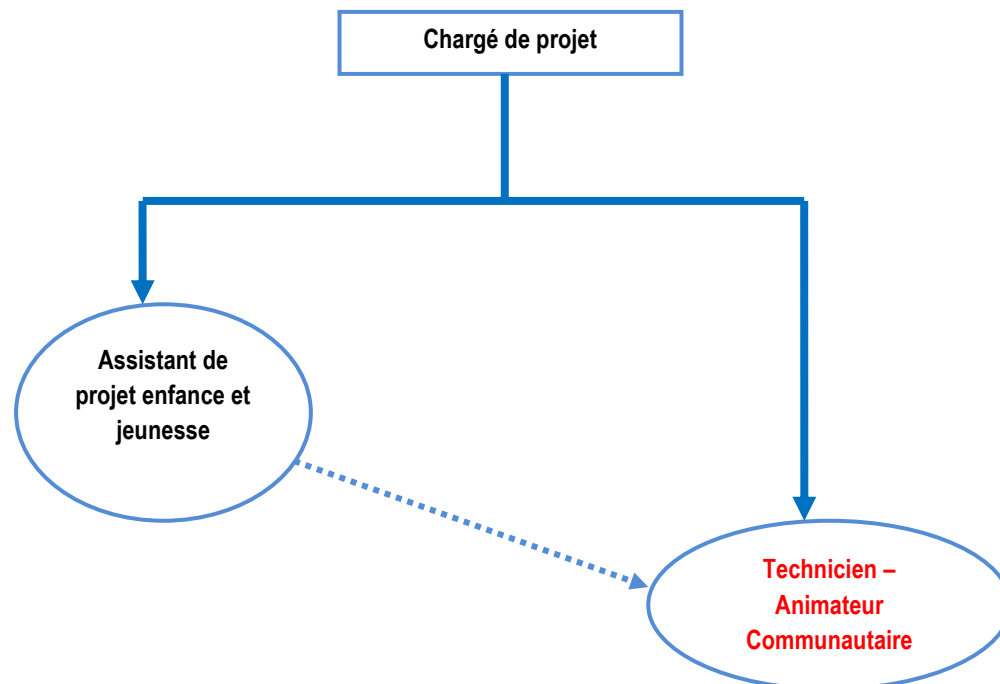 Chargé de projet
Assistant de
projet enfance et
jeunesse
Technicien –
Animateur
Communautaire